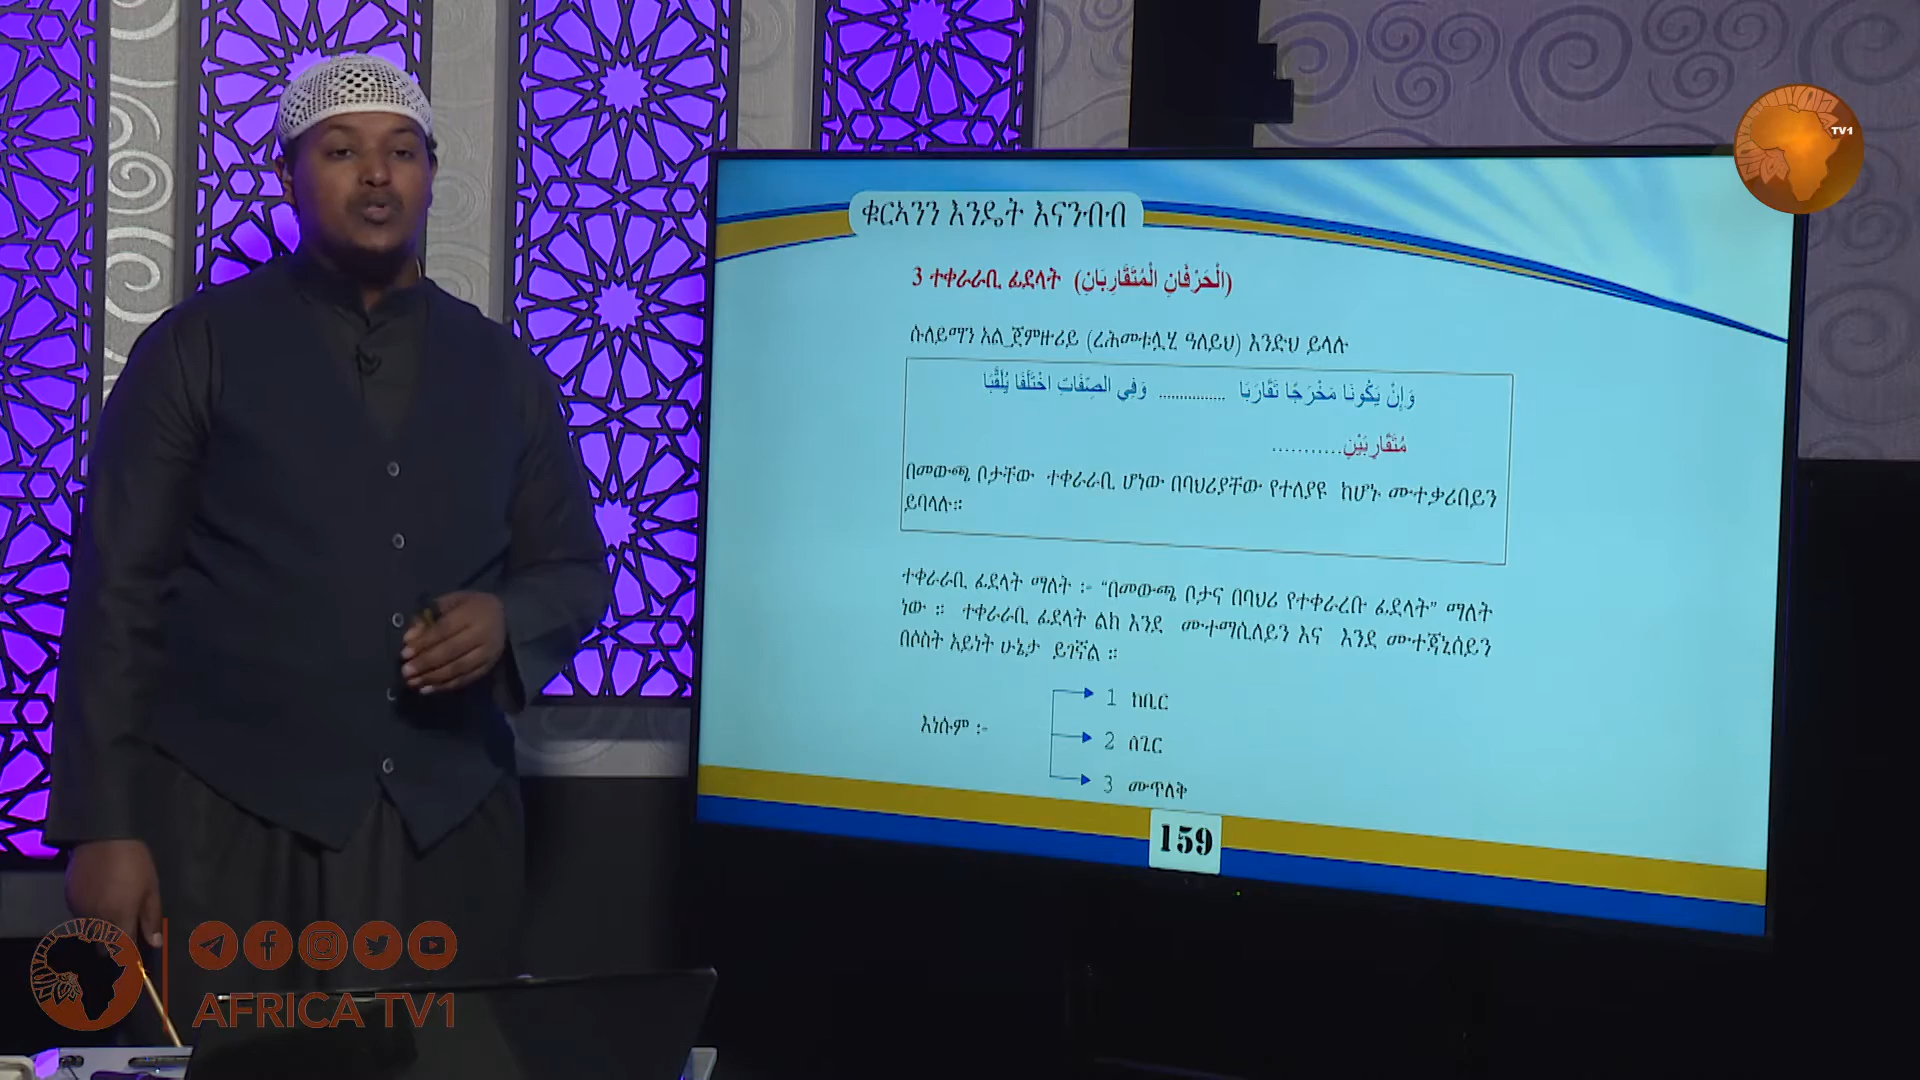 TV1
ቁርኣንን እንዴት እናንብብ
3 ተቀራራቢ ፊደላት (الْحَرْفَانِ الْمُتَقَارِبَانِ)
ሱለይማን አል_ጀምዙሪይ (ረሕመቱሏሂ ዓለይህ) እንድህ ይላሉ
وَإِنْ يَكُونَا مَخْرَجًا تَقَارَبَا ............... وَفِي الصِّفَاتِ اخْتَلَفَا يُلَقَّبَا
مُتَقَارِبَيْنِ...........
በመውጫ ቦታቸው ተቀራራቢ ሆነው በባህሪያቸው የተለያዩ ከሆኑ ሙተቃሪበይን
ይባላሉ።
ተቀራራቢ ፊደላት ማለት ፦ “በመውጫ ቦታና በባህሪ የተቀራረቡ ፊደላት” ማለት
ነው ። ተቀራራቢ ፊደላት ልክ እንደ ሙተማሲለይን እና እንደ ሙተጃኒሰይን
በሶስት አይነት ሁኔታ ይገኛል ።
እነሱም ፦
1 ከቢር
2 ሰጊር
3 ሙጥለቅ
159
AFRICA TV1